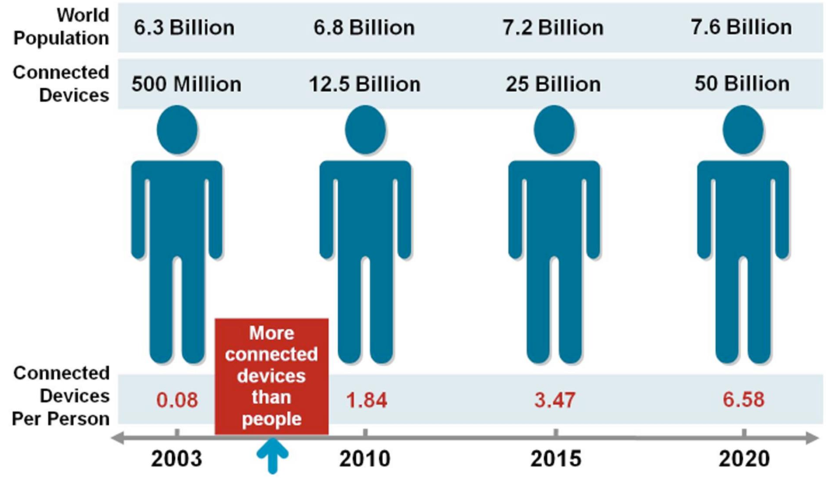 World
Population
6.3 Billion 6.8 Billion 7.2 Billion 7.6 Billion
Connected
Devices
500 Million 12.5 Billion 25 Billion 50 Billion
More
connected
devices
than
people
Connected
Devices
Per Person
0.08 1.84 3.47 6.58
2003 2010 2015 2020